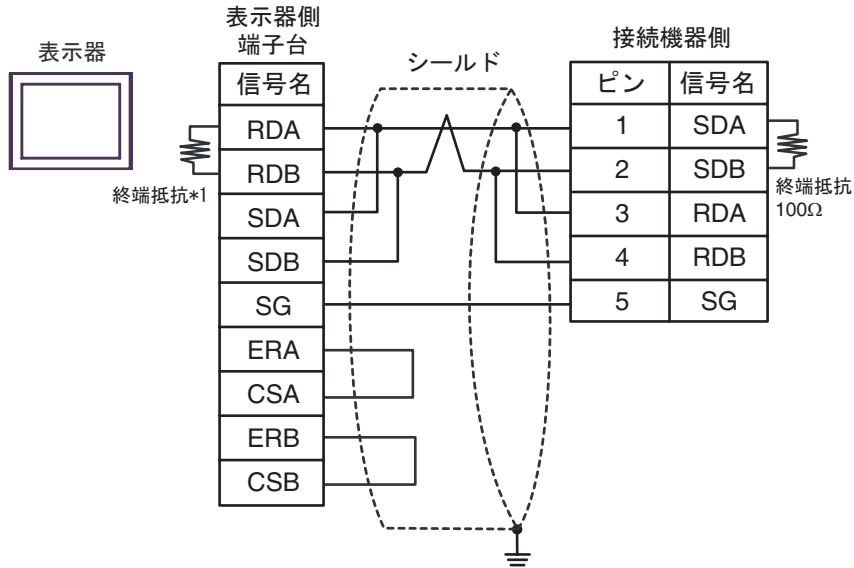 表示器
表示器側
端子台
信号名
RDA
RDB
SDA
SDB
SG
ERA
CSA
ERB
CSB
終端抵抗*1
シールド
接続機器側
ピン 信号名
1 SDA
2 SDB
3 RDA
4 RDB
5 SG
終端抵抗
100Ω